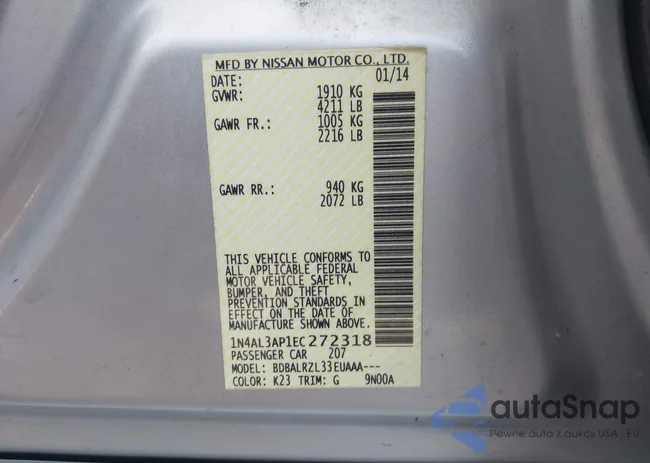 MFD BY NISSAN MOTOR CO., LTD.
DATE: 01/14
GVWR: 1910 KG
4211 LB
GAWR FR.: 1005 KG
2216 LB
GAWR RR.: 940 KG
2072 LB
THIS VEHICLE CONFORMS TO
ALL APPLICABLE FEDERAL
MOTOR VEHICLE SAFETY,
BUMPER, AND THEFT
PREVENTION STANDARDS IN
EFFECT ON THE DATE OF
MANUFACTURE SHOWN ABOVE.
1N4AL3AP1EC272318
PASSENGER CAR 207
MODEL: BDBALRZL33EUAAA---
COLOR: K23 TRIM: G 9N00A
autaSnap
Pewne auta z aukcji USA i EU